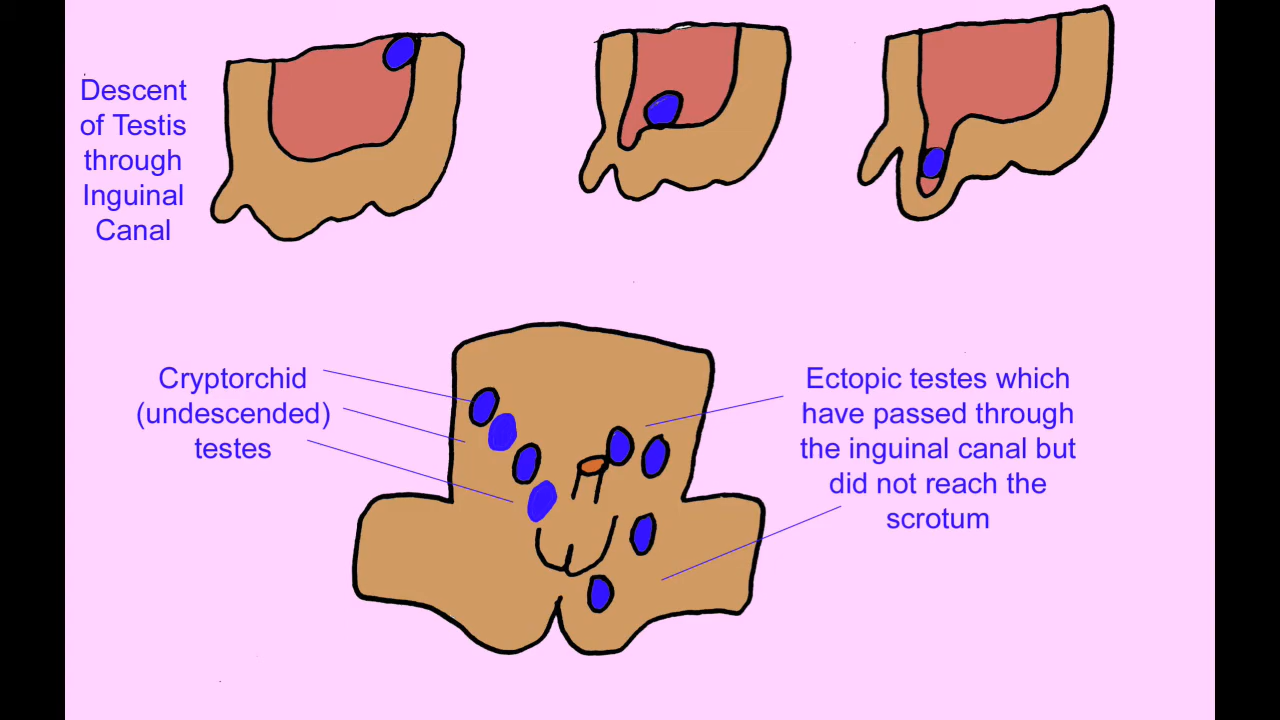 Descent
of Testis
through
Inguinal
Canal
Cryptorchid
(undescended)
testes
Ectopic testes which
have passed through
the inguinal canal but
did not reach the
scrotum